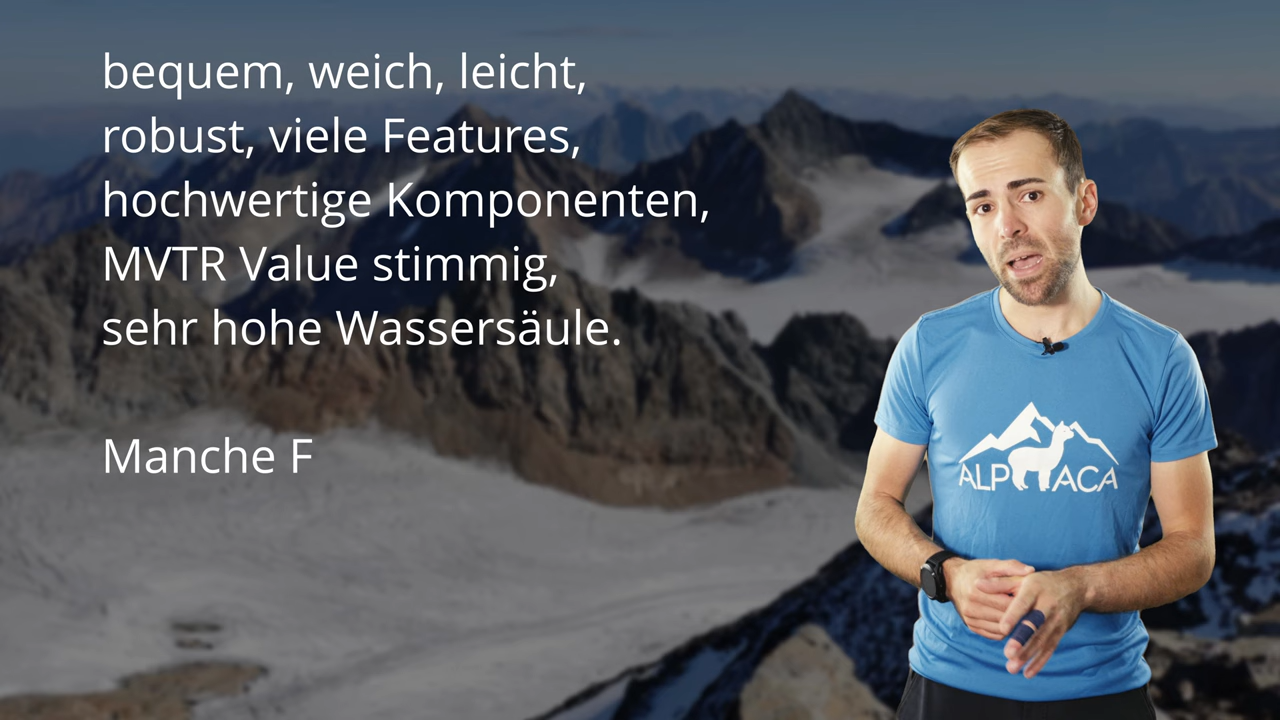 bequem, weich, leicht,
robust, viele Features,
hochwertige Komponenten,
MVTR Value stimmig,
sehr hohe Wassersäule.
Manche F
ALPACA